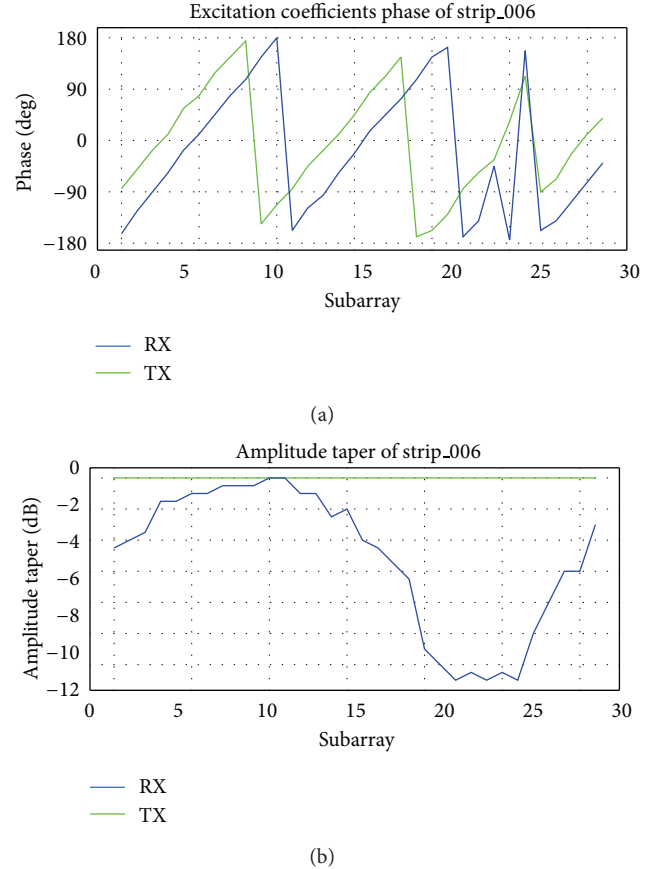 Excitation coefficients phase of strip_006
180
90
0
−90
−180
Phase (deg)
0 5 10 15 20 25 30
Subarray
RX
TX
(a)
Amplitude taper of strip_006
0
−2
−4
−6
−8
−10
−12
Amplitude taper (dB)
0 5 10 15 20 25 30
Subarray
RX
TX
(b)